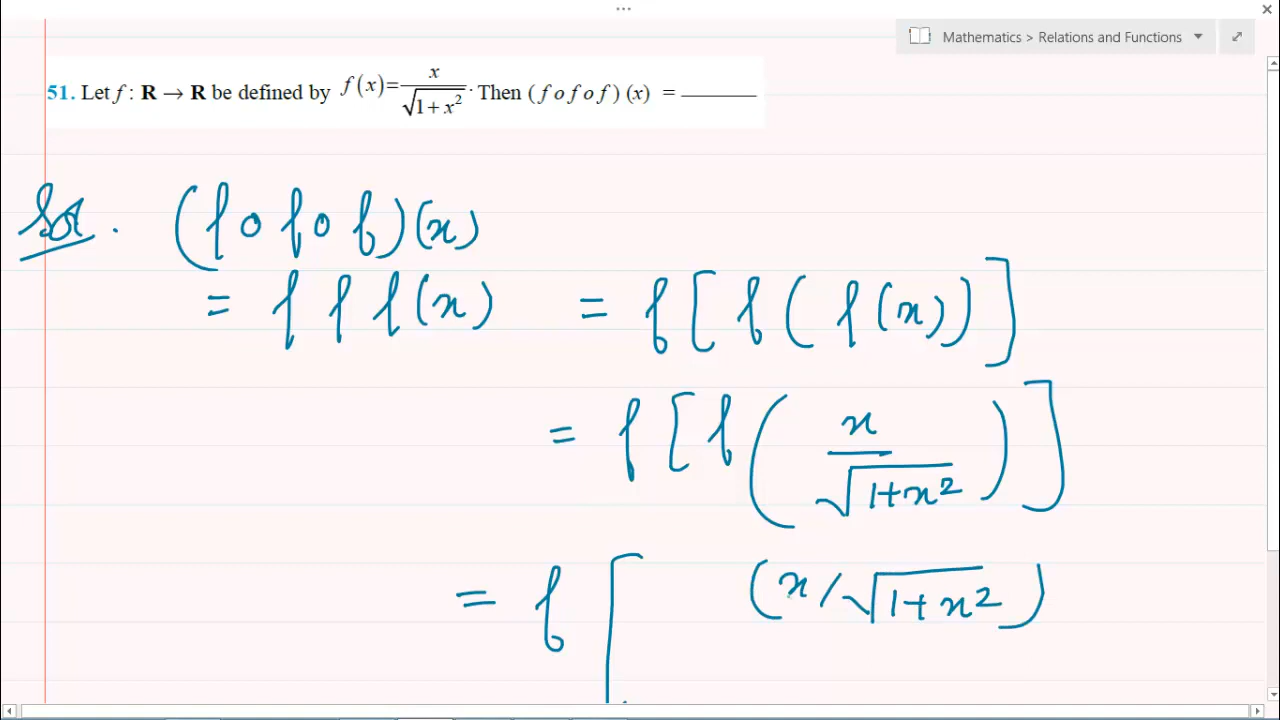 Mathematics > Relations and Functions
51. Let f : R → R be defined by f(x)=x/√1+x². Then (f o f o f) (x) = ______
Sol. (f o f o f)(x)
= f f f(x) = f[f(f(x))]
= f[f(x/√1+x²)]
= f[(x/√1+x²)